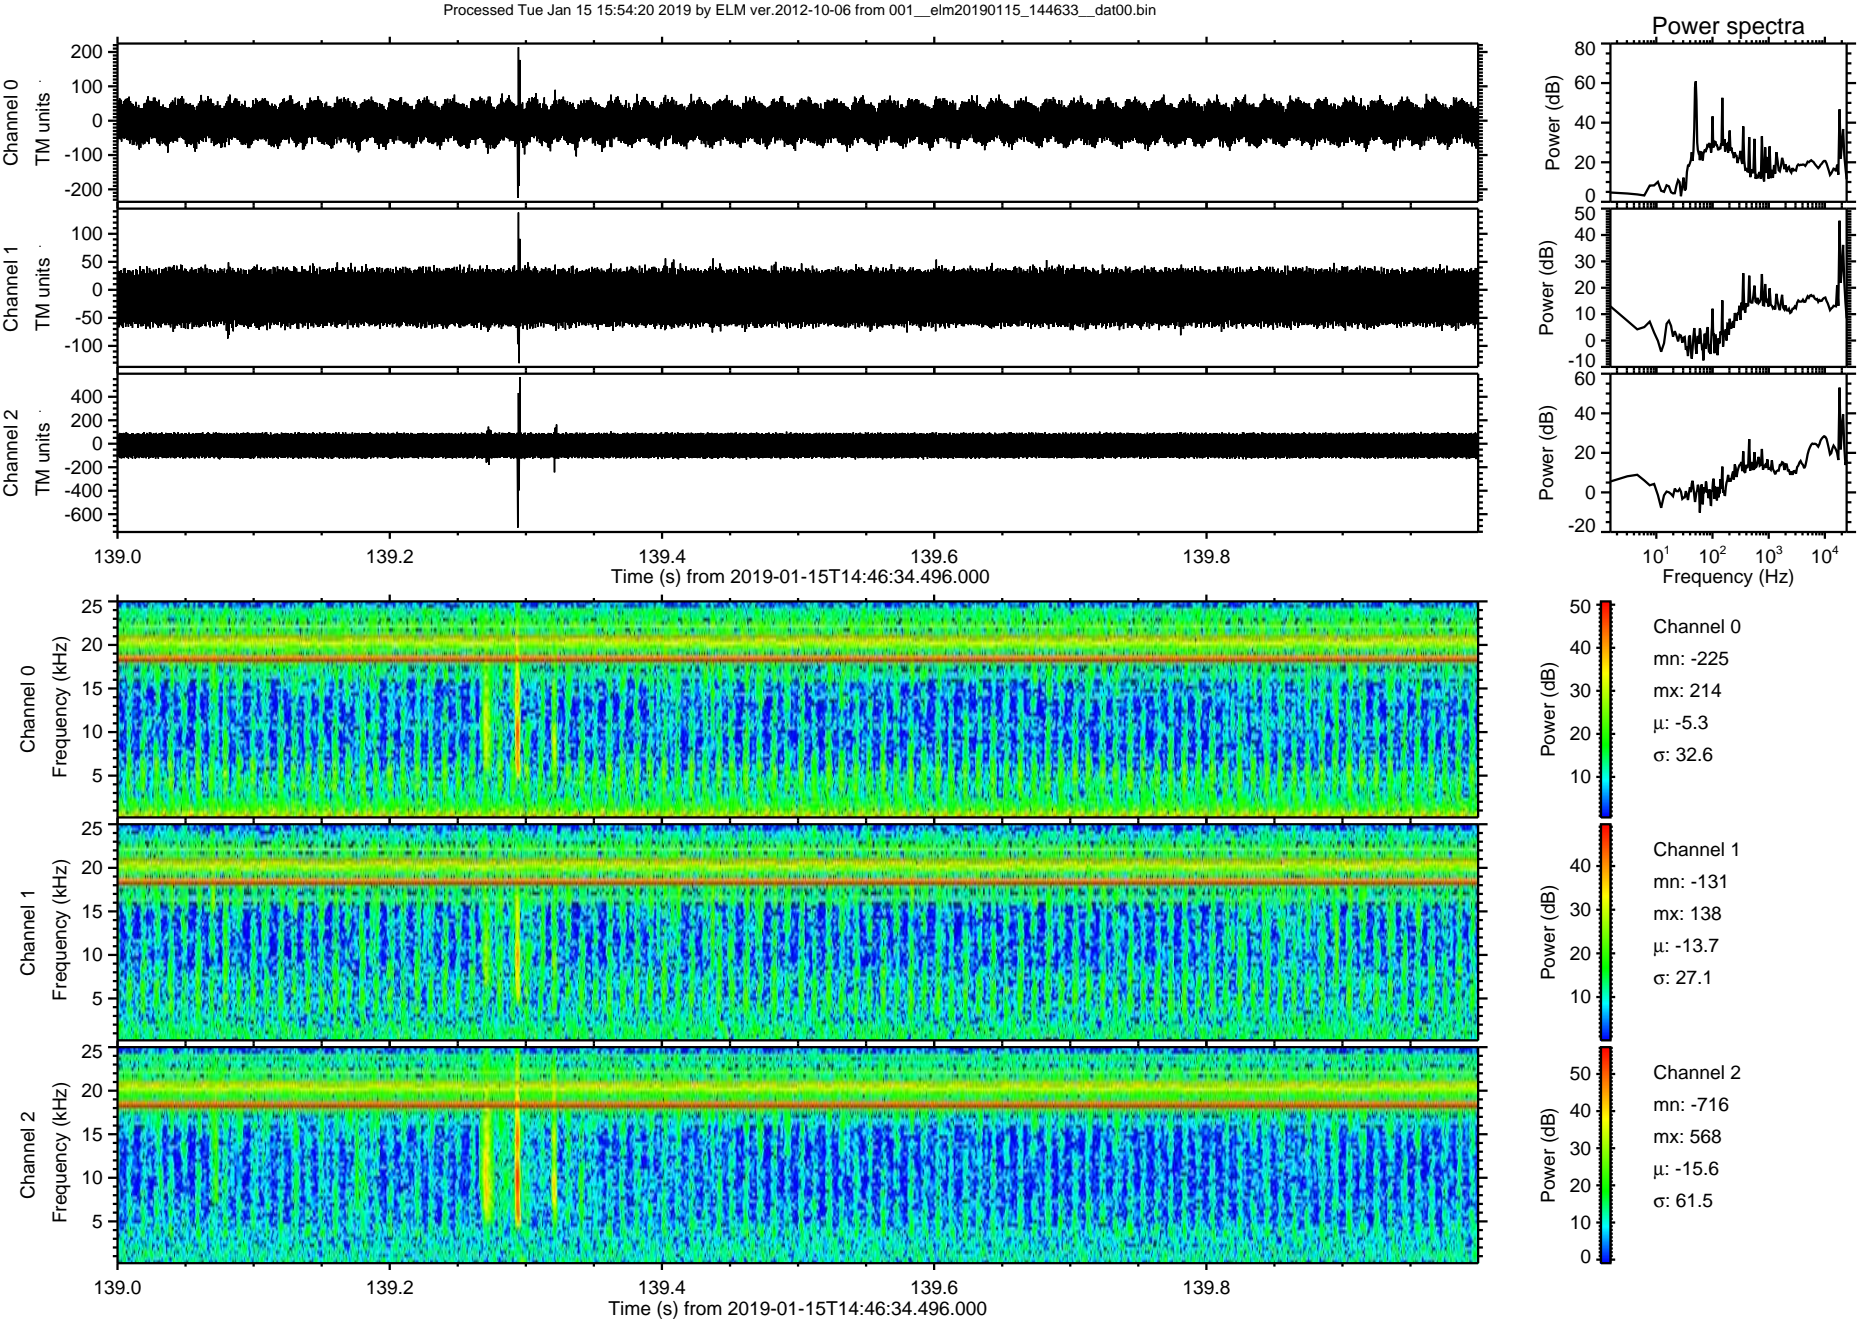 Processed Tue Jan 15 15:54:20 2019 by ELM ver.2012-10-06 from 001__elm20190115_144633__dat00.bin
Power spectra
Channel 0
TM units
200
100
0
-100
-200
Power (dB)
80
60
40
20
0
Channel 1
TM units
100
50
0
-50
-100
Power (dB)
50
40
30
20
10
0
-10
Channel 2
TM units
400
200
0
-200
-400
-600
Power (dB)
60
40
20
0
-20
139.0 139.2 139.4 139.6 139.8
Time (s) from 2019-01-15T14:46:34.496.000
10^1 10^2 10^3 10^4
Frequency (Hz)
Channel 0
Frequency (kHz)
25
20
15
10
5
Power (dB)
50
40
30
20
10
Channel 0
mn: -225
mx: 214
μ: -5.3
σ: 32.6
Channel 1
Frequency (kHz)
25
20
15
10
5
Power (dB)
40
30
20
10
Channel 1
mn: -131
mx: 138
μ: -13.7
σ: 27.1
Channel 2
Frequency (kHz)
25
20
15
10
5
Power (dB)
50
40
30
20
10
0
Channel 2
mn: -716
mx: 568
μ: -15.6
σ: 61.5
139.0 139.2 139.4 139.6 139.8
Time (s) from 2019-01-15T14:46:34.496.000